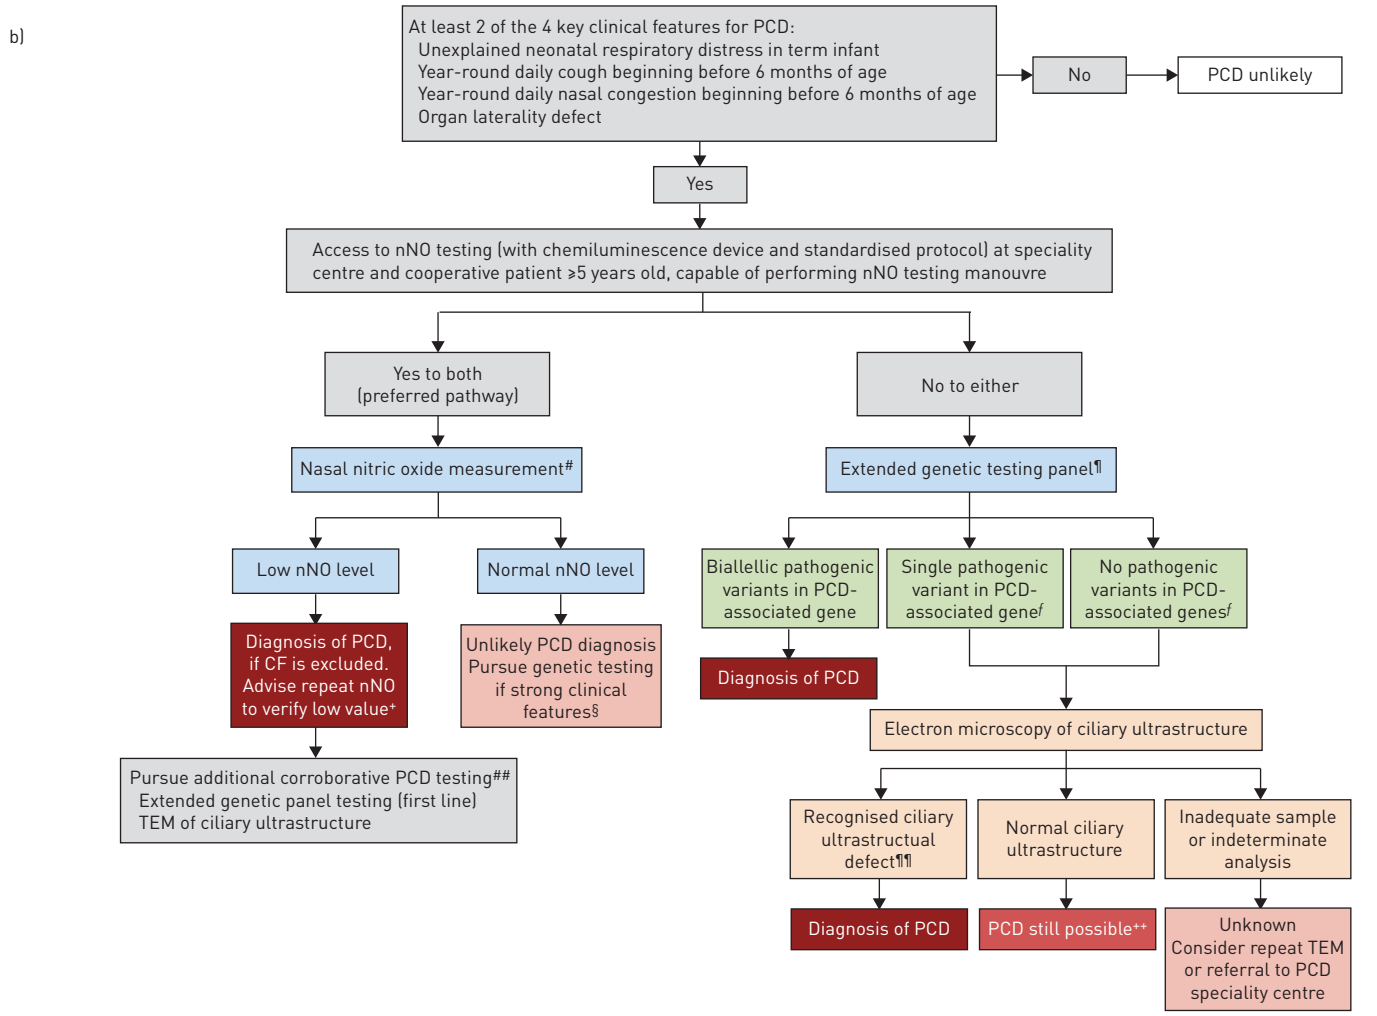 b)
At least 2 of the 4 key clinical features for PCD:
Unexplained neonatal respiratory distress in term infant
Year-round daily cough beginning before 6 months of age
Year-round daily nasal congestion beginning before 6 months of age
Organ laterality defect
No
PCD unlikely
Yes
Access to nNO testing (with chemiluminescence device and standardised protocol) at speciality
centre and cooperative patient ≥5 years old, capable of performing nNO testing manouvre
Yes to both
(preferred pathway)
No to either
Nasal nitric oxide measurement#
Extended genetic testing panel¶
Low nNO level
Normal nNO level
Biallellic pathogenic
variants in PCD-
associated gene
Single pathogenic
variant in PCD-
associated geneƒ
No pathogenic
variants in PCD-
associated genesƒ
Diagnosis of PCD,
if CF is excluded.
Advise repeat nNO
to verify low value+
Unlikely PCD diagnosis
Pursue genetic testing
if strong clinical
features§
Diagnosis of PCD
Electron microscopy of ciliary ultrastructure
Pursue additional corroborative PCD testing##
Extended genetic panel testing (first line)
TEM of ciliary ultrastructure
Recognised ciliary
ultrastructual
defect¶¶
Normal ciliary
ultrastructure
Inadequate sample
or indeterminate
analysis
Diagnosis of PCD
PCD still possible++
Unknown
Consider repeat TEM
or referral to PCD
speciality centre